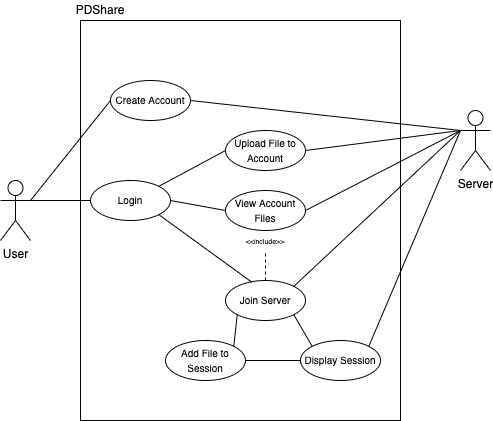 PDShare
Create Account
Upload File to
Account
Server
Login
View Account
Files
User
<<include>>
Join Server
Add File to
Session
Display Session